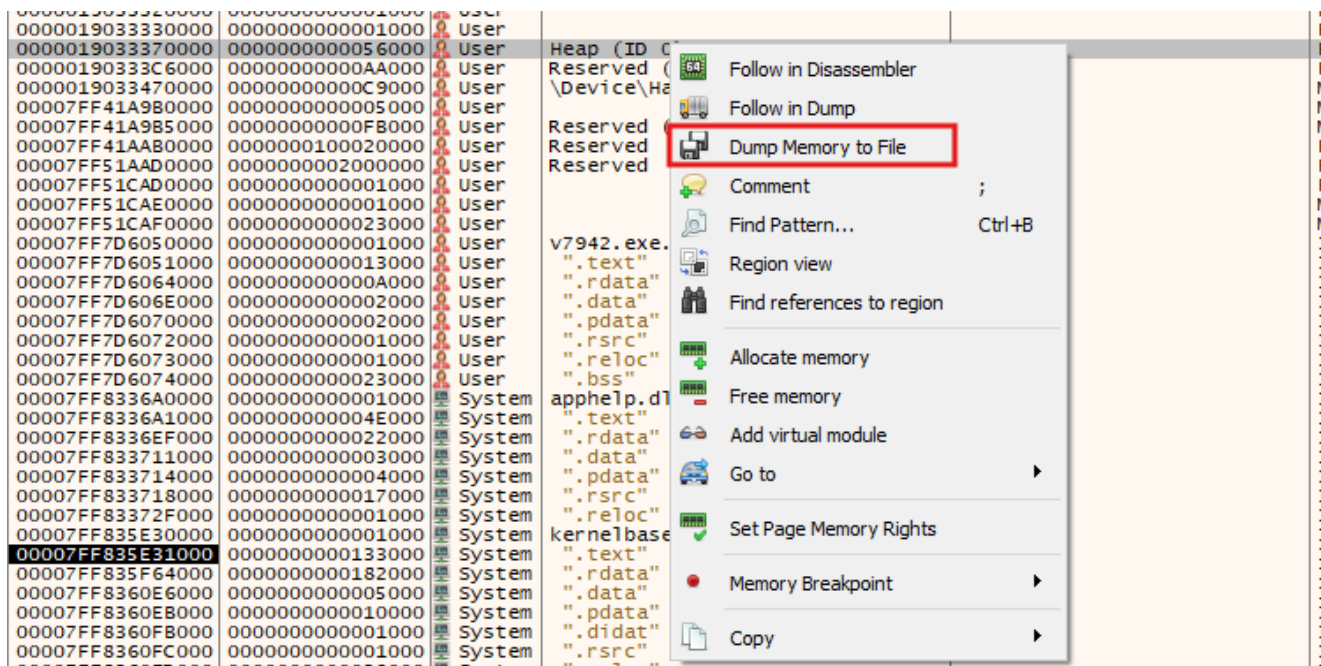 0000019033330000 0000000000001000 User
0000019033370000 0000000000056000 User Heap (ID 0
00000190333C6000 00000000000AA000 User Reserved (
0000019033470000 00000000000C9000 User \Device\Ha
00007FF41A9B0000 0000000000005000 User
00007FF41A9B5000 00000000000FB000 User Reserved (
00007FF41AAB0000 0000000100020000 User Reserved
00007FF51AAD0000 0000000002000000 User Reserved
00007FF51CAD0000 0000000000001000 User
00007FF51CAE0000 0000000000001000 User
00007FF51CAF0000 0000000000023000 User
00007FF7D6050000 0000000000001000 User v7942.exe.
00007FF7D6051000 0000000000013000 User ".text"
00007FF7D6064000 000000000000A000 User ".rdata"
00007FF7D606E000 0000000000002000 User ".data"
00007FF7D6070000 0000000000002000 User ".pdata"
00007FF7D6072000 0000000000001000 User ".rsrc"
00007FF7D6073000 0000000000001000 User ".reloc"
00007FF7D6074000 0000000000023000 User ".bss"
00007FF8336A0000 0000000000001000 System apphelp.dl
00007FF8336A1000 000000000004E000 System ".text"
00007FF8336EF000 0000000000022000 System ".rdata"
00007FF833711000 0000000000003000 System ".data"
00007FF833714000 0000000000004000 System ".pdata"
00007FF833718000 0000000000017000 System ".rsrc"
00007FF83372F000 0000000000001000 System ".reloc"
00007FF835E30000 0000000000001000 System kernelbase
00007FF835E31000 0000000000133000 System ".text"
00007FF835F64000 0000000000182000 System ".rdata"
00007FF8360E6000 0000000000005000 System ".data"
00007FF8360EB000 0000000000010000 System ".pdata"
00007FF8360FB000 0000000000001000 System ".didat"
00007FF8360FC000 0000000000001000 System ".rsrc"
64 Follow in Disassembler
Follow in Dump
Dump Memory to File
Comment ;
Find Pattern... Ctrl+B
Region view
Find references to region
Allocate memory
Free memory
Add virtual module
Go to
Set Page Memory Rights
Memory Breakpoint
Copy